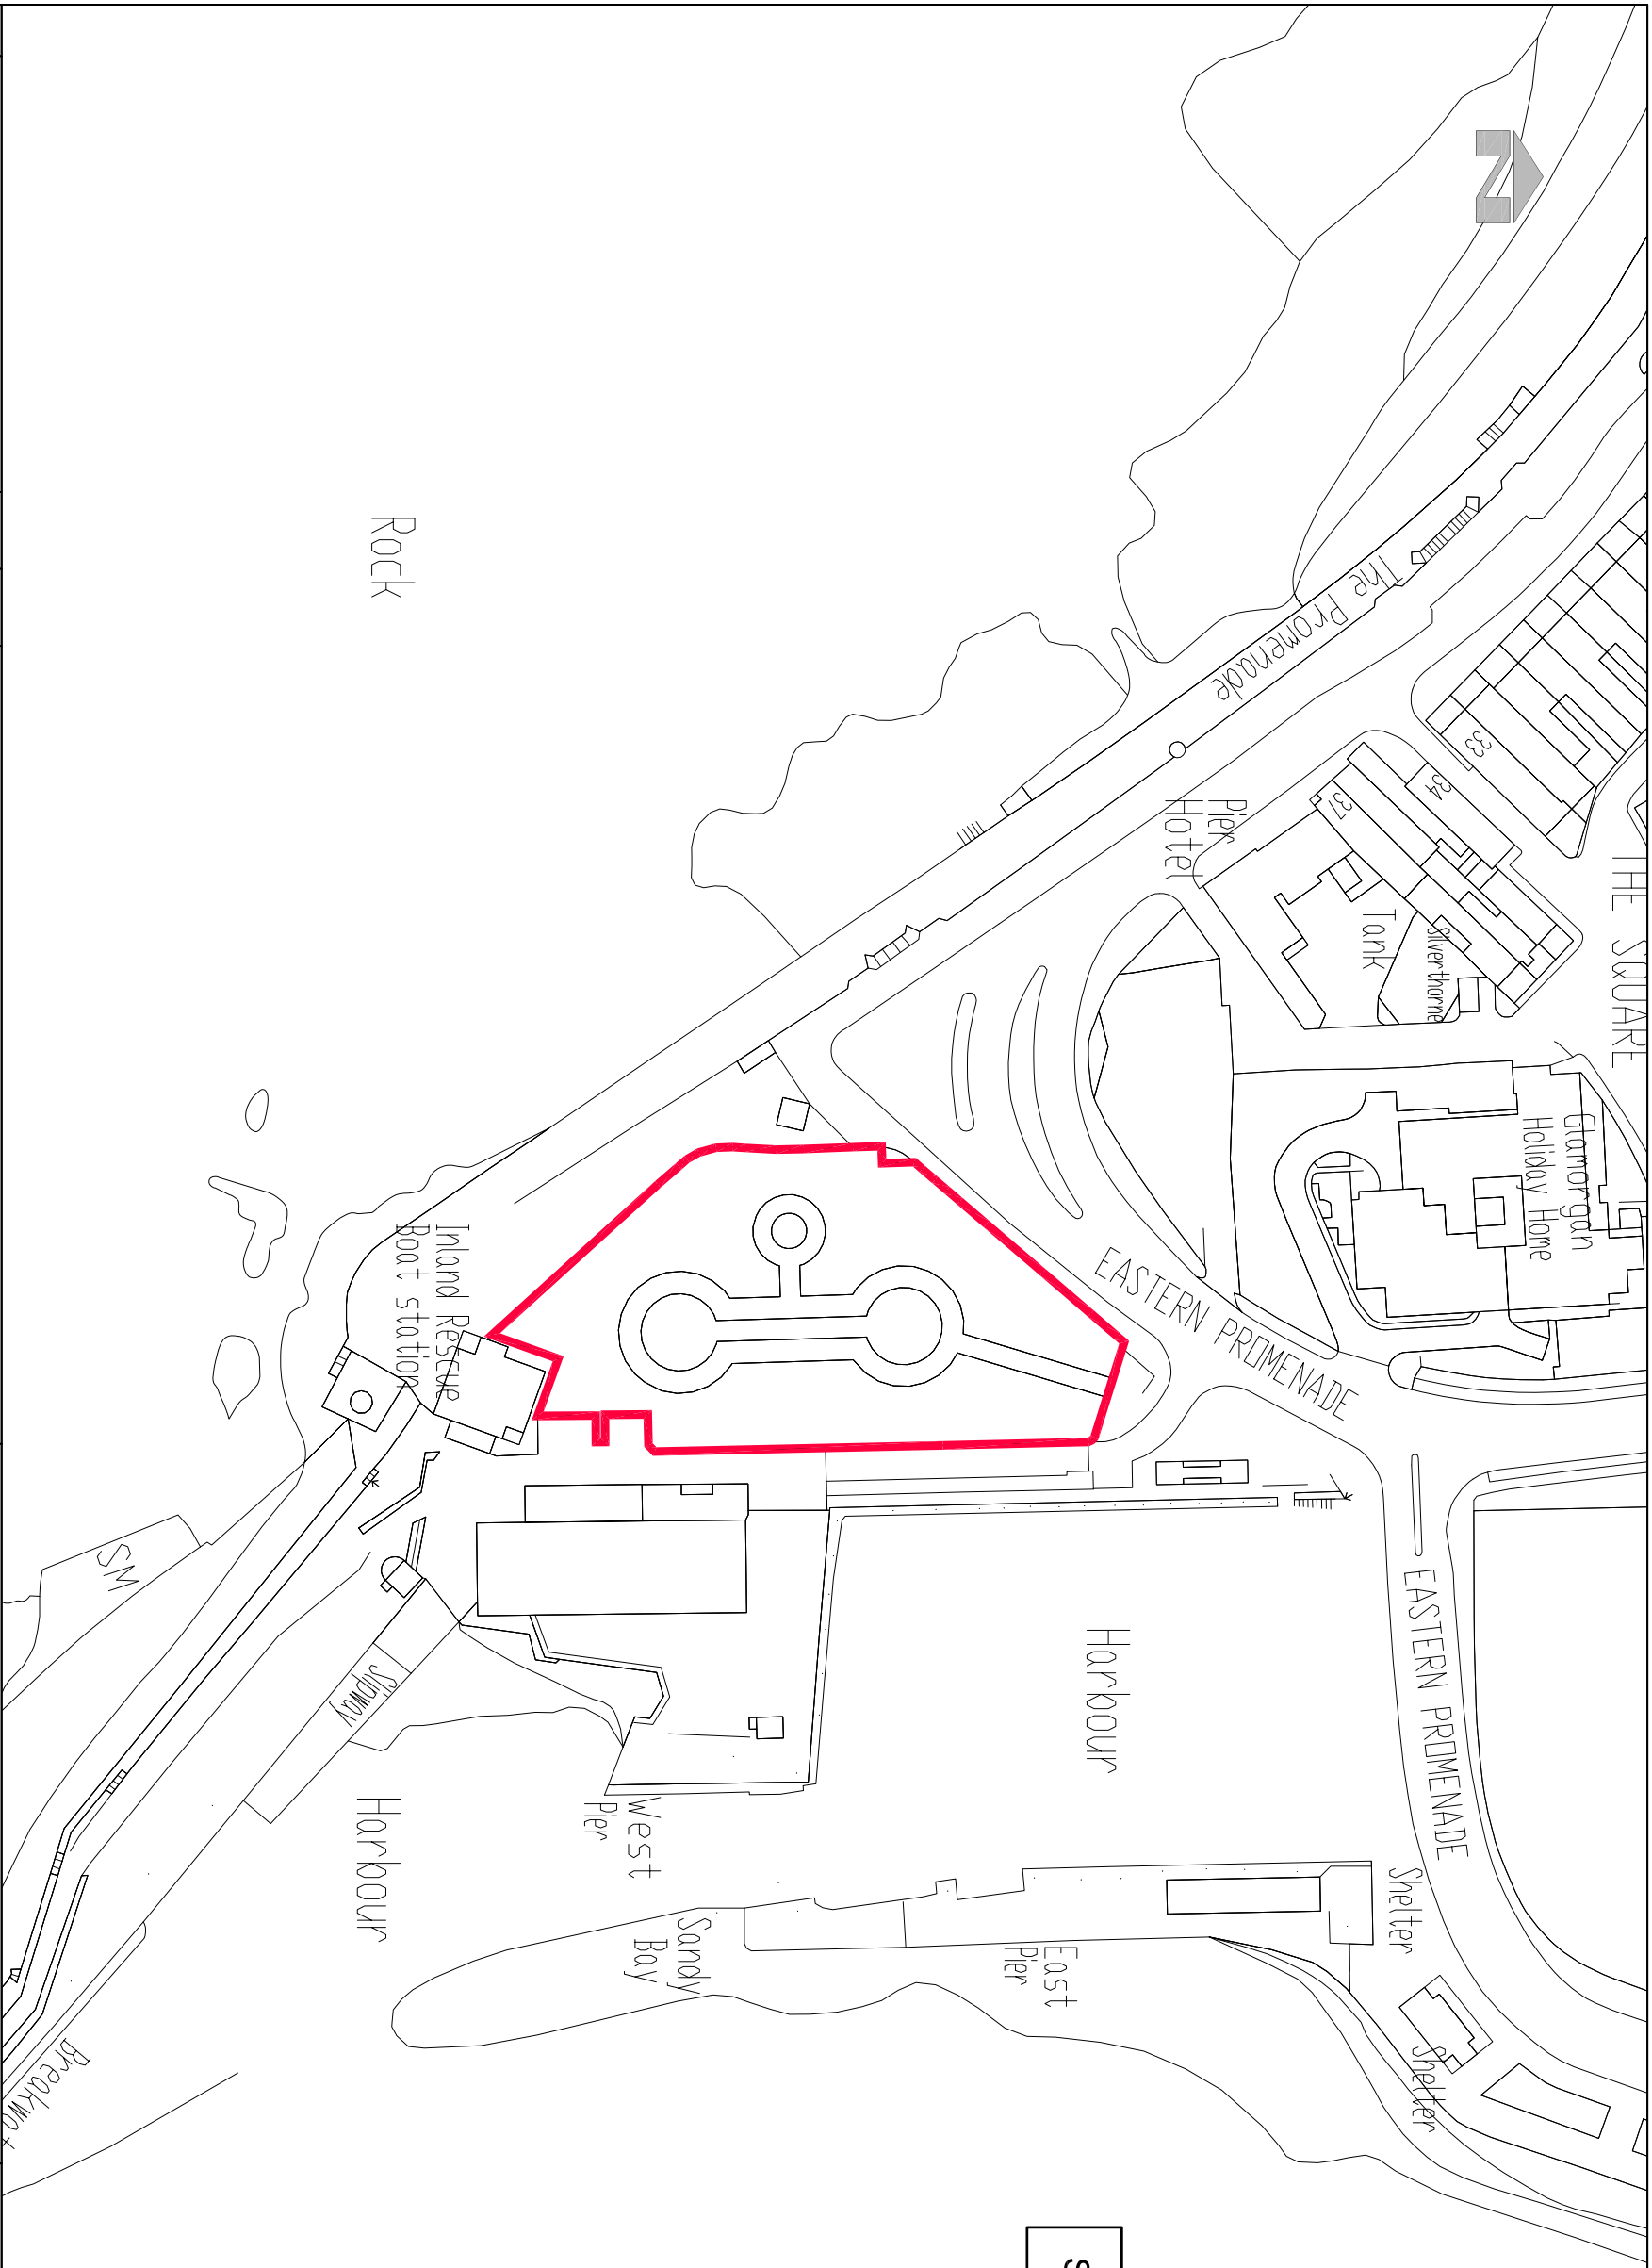 N
THE SQUARE
33
34
37
Silverthorne
Tank
Pier
Hotel
Glamorgan
Holiday Home
The Promenade
EASTERN PROMENADE
EASTERN PROMENADE
Rock
Inland Rescue
Boat station
Harbour
Shelter
Shelter
East
Pier
West
Pier
Sandy
Bay
Slipway
Harbour
SM